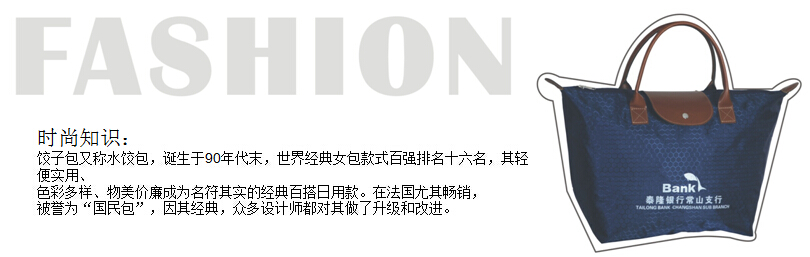 FASHION
时尚知识：
饺子包又称水饺包，诞生于90年代末，世界经典女包款式百强排名十六名，其轻
便实用、
色彩多样、物美价廉成为名符其实的经典百搭日用款。在法国尤其畅销，
被誉为“国民包”，因其经典，众多设计师都对其做了升级和改进。
Bank
泰隆银行常山支行
TAILONG BANK CHANGSHAN SUB BRANCH